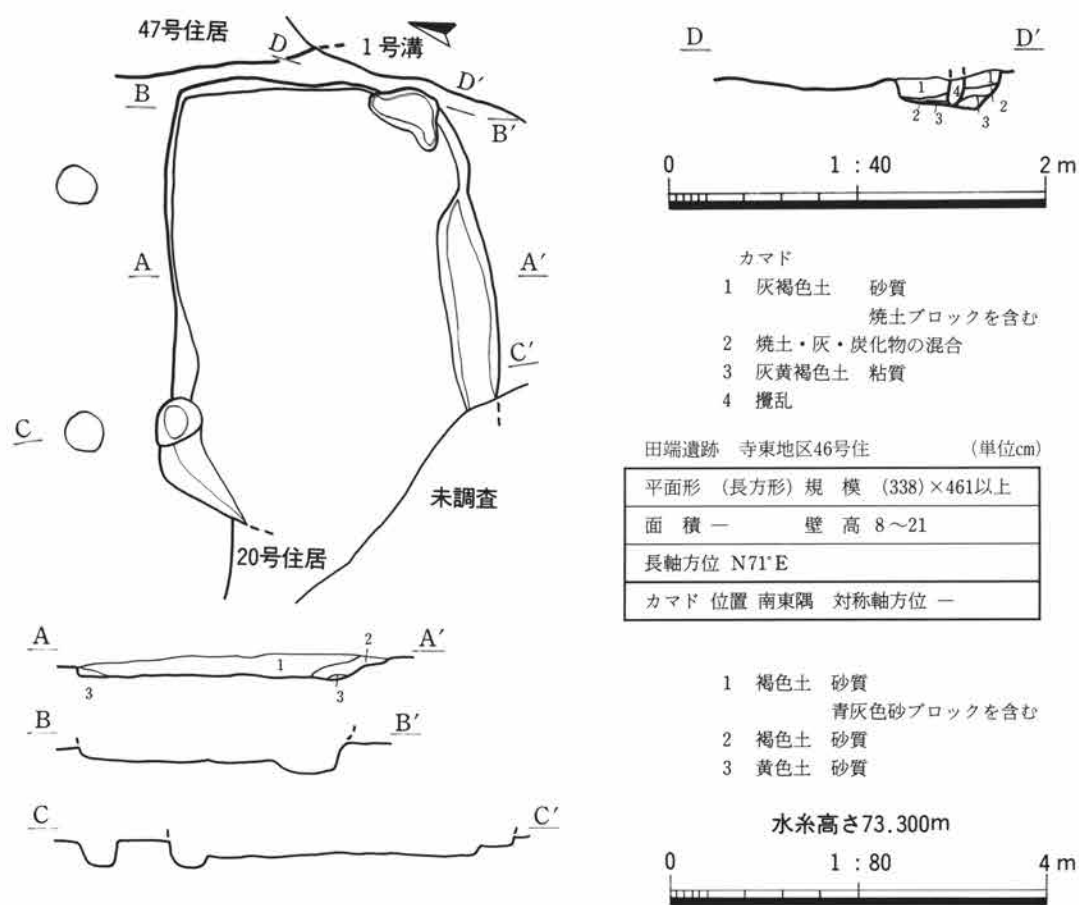 47号住居
D
1号溝
B
D′
B′
A
A′
C′
C
未調査
20号住居
A
2
A′
1
3
3
B
B′
C
C′
D
D′
1
4
2
3
3
2
0 1:40 2m
カマド
1 灰褐色土 砂質
焼土ブロックを含む
2 焼土・灰・炭化物の混合
3 灰黄褐色土 粘質
4 攪乱
田端遺跡 寺東地区46号住 (単位cm)
平面形 (長方形) 規模 (338)×461以上
面積 — 壁高 8~21
長軸方位 N71°E
カマド 位置 南東隅 対称軸方位 —
1 褐色土 砂質
青灰色砂ブロックを含む
2 褐色土 砂質
3 黄色土 砂質
水糸高さ73.300m
0 1:80 4m